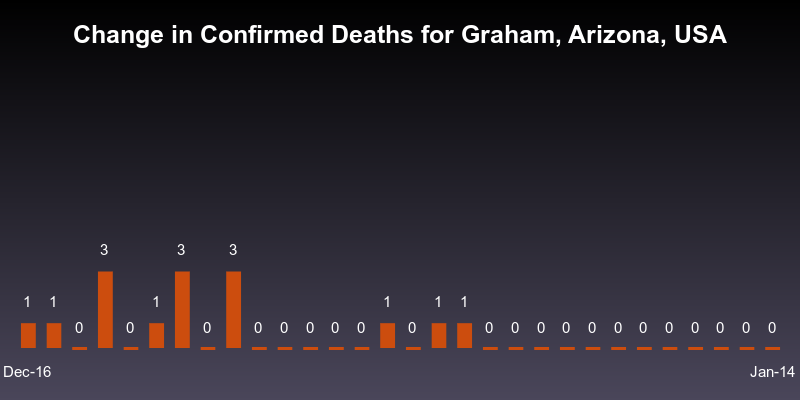 Change in Confirmed Deaths for Graham, Arizona, USA
1 1 0 3 0 1 3 0 3 0 0 0 0 0 1 0 1 1 0 0 0 0 0 0 0 0 0 0 0 0
Dec-16 Jan-14